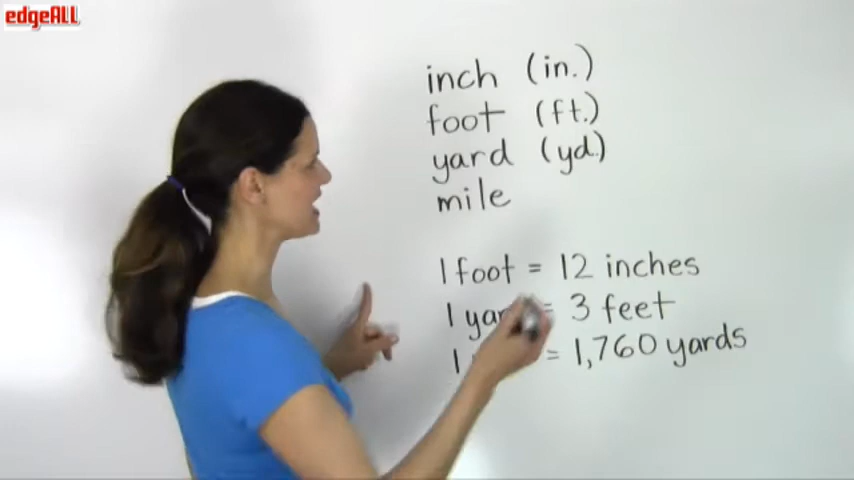 edgeALL
inch (in.)
foot (ft.)
yard (yd.)
mile
1 foot = 12 inches
1 = 3 feet
1 = 1,760 yards